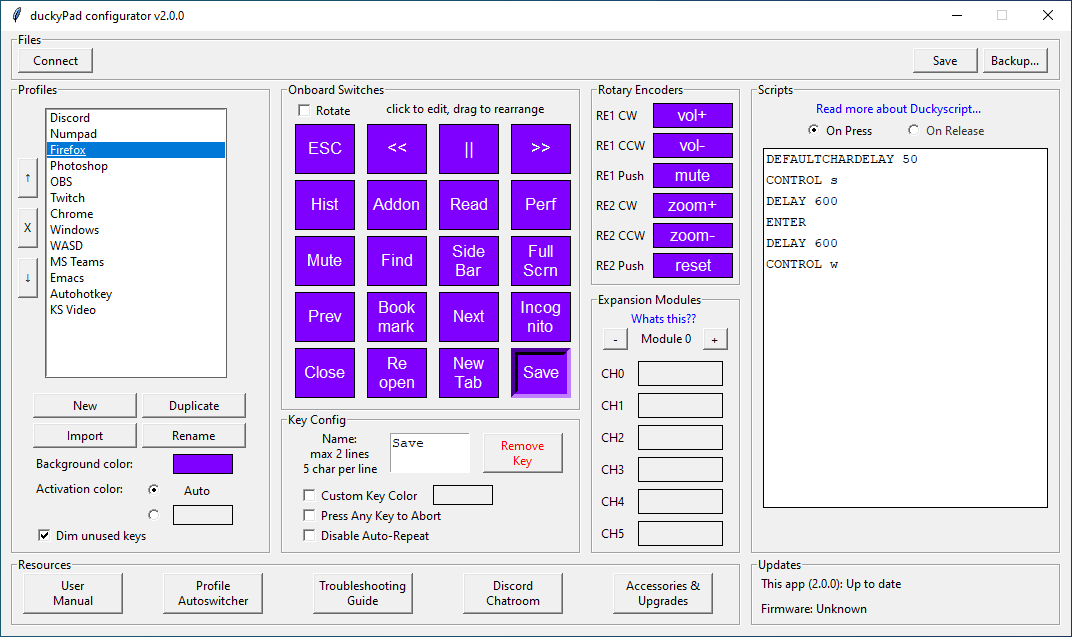 duckyPad configurator v2.0.0
Files
Connect
Save
Backup...
Profiles
Discord
Numpad
Firefox
Photoshop
OBS
Twitch
Chrome
Windows
WASD
MS Teams
Emacs
Autohotkey
KS Video
↑
X
↓
New
Duplicate
Import
Rename
Background color:
Activation color:
Auto
Dim unused keys
Onboard Switches
Rotate
click to edit, drag to rearrange
ESC
<<
||
>>
Hist
Addon
Read
Perf
Mute
Find
Side
Bar
Full
Scrn
Prev
Book
mark
Next
Incog
nito
Close
Re
open
New
Tab
Save
Key Config
Name:
max 2 lines
5 char per line
Save
Remove
Key
Custom Key Color
Press Any Key to Abort
Disable Auto-Repeat
Rotary Encoders
RE1 CW
vol+
RE1 CCW
vol-
RE1 Push
mute
RE2 CW
zoom+
RE2 CCW
zoom-
RE2 Push
reset
Expansion Modules
Whats this??
-
Module 0
+
CH0
CH1
CH2
CH3
CH4
CH5
Scripts
Read more about Duckyscript...
On Press
On Release
DEFAULTCHARDELAY 50
CONTROL s
DELAY 600
ENTER
DELAY 600
CONTROL w
Resources
User
Manual
Profile
Autoswitcher
Troubleshooting
Guide
Discord
Chatroom
Accessories &
Upgrades
Updates
This app (2.0.0): Up to date
Firmware: Unknown